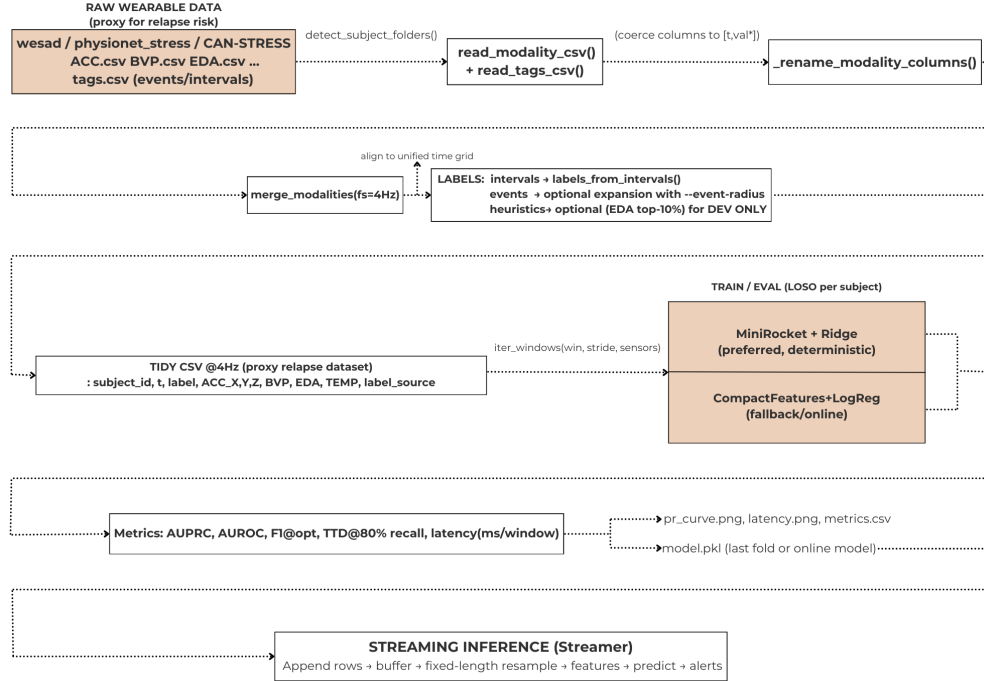 RAW WEARABLE DATA
(proxy for relapse risk)
wesad / physionet_stress / CAN-STRESS
ACC.csv BVP.csv EDA.csv ...
tags.csv (events/intervals)
detect_subject_folders()
read_modality_csv()
+ read_tags_csv()
(coerce columns to [t,val*])
_rename_modality_columns()
align to unified time grid
merge_modalities(fs=4Hz)
LABELS: intervals → labels_from_intervals()
events → optional expansion with --event-radius
heuristics→ optional (EDA top-10%) for DEV ONLY
TRAIN / EVAL (LOSO per subject)
MiniRocket + Ridge
(preferred, deterministic)
iter_windows(win, stride, sensors)
TIDY CSV @4Hz (proxy relapse dataset)
: subject_id, t, label, ACC_X,Y,Z, BVP, EDA, TEMP, label_source
CompactFeatures+LogReg
(fallback/online)
Metrics: AUPRC, AUROC, F1@opt, TTD@80% recall, latency(ms/window)
pr_curve.png, latency.png, metrics.csv
model.pkl (last fold or online model)
STREAMING INFERENCE (Streamer)
Append rows → buffer → fixed-length resample → features → predict → alerts